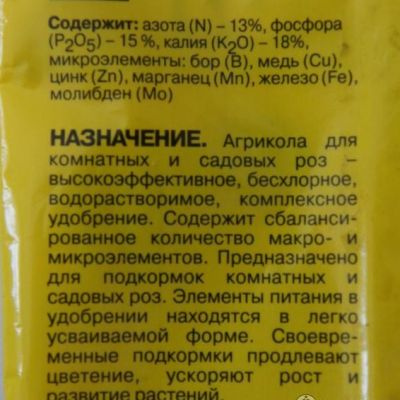 Содержит: азота (N) – 13%, фосфора
(P₂O₅) – 15 %, калия (K₂O) – 18%,
микроэлементы: бор (B), медь (Cu),
цинк (Zn), марганец (Mn), железо (Fe),
молибден (Mo)
НАЗНАЧЕНИЕ. Агрикола для
комнатных и садовых роз –
высокоэффективное, бесхлорное,
водорастворимое, комплексное
удобрение. Содержит сбаланси-
рованное количество макро- и
микроэлементов. Предназначено
для подкормок комнатных и
садовых роз. Элементы питания в
удобрении находятся в легко
усваиваемой форме. Своевре-
менные подкормки продлевают
цветение, ускоряют рост и
развитие растений.